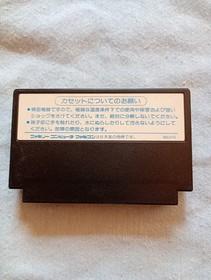 カセットについてのお願い
●精密機器ですので、極端な温度条件下での使用や保管および強い
ショックをさけてください。また、絶対に分解しないでください。
●端子部に手を触れたり、水にぬらしたりして汚さないようにして
ください。故障の原因となります。
ファミリーコンピュータ・ファミコンは任天堂の商標です。